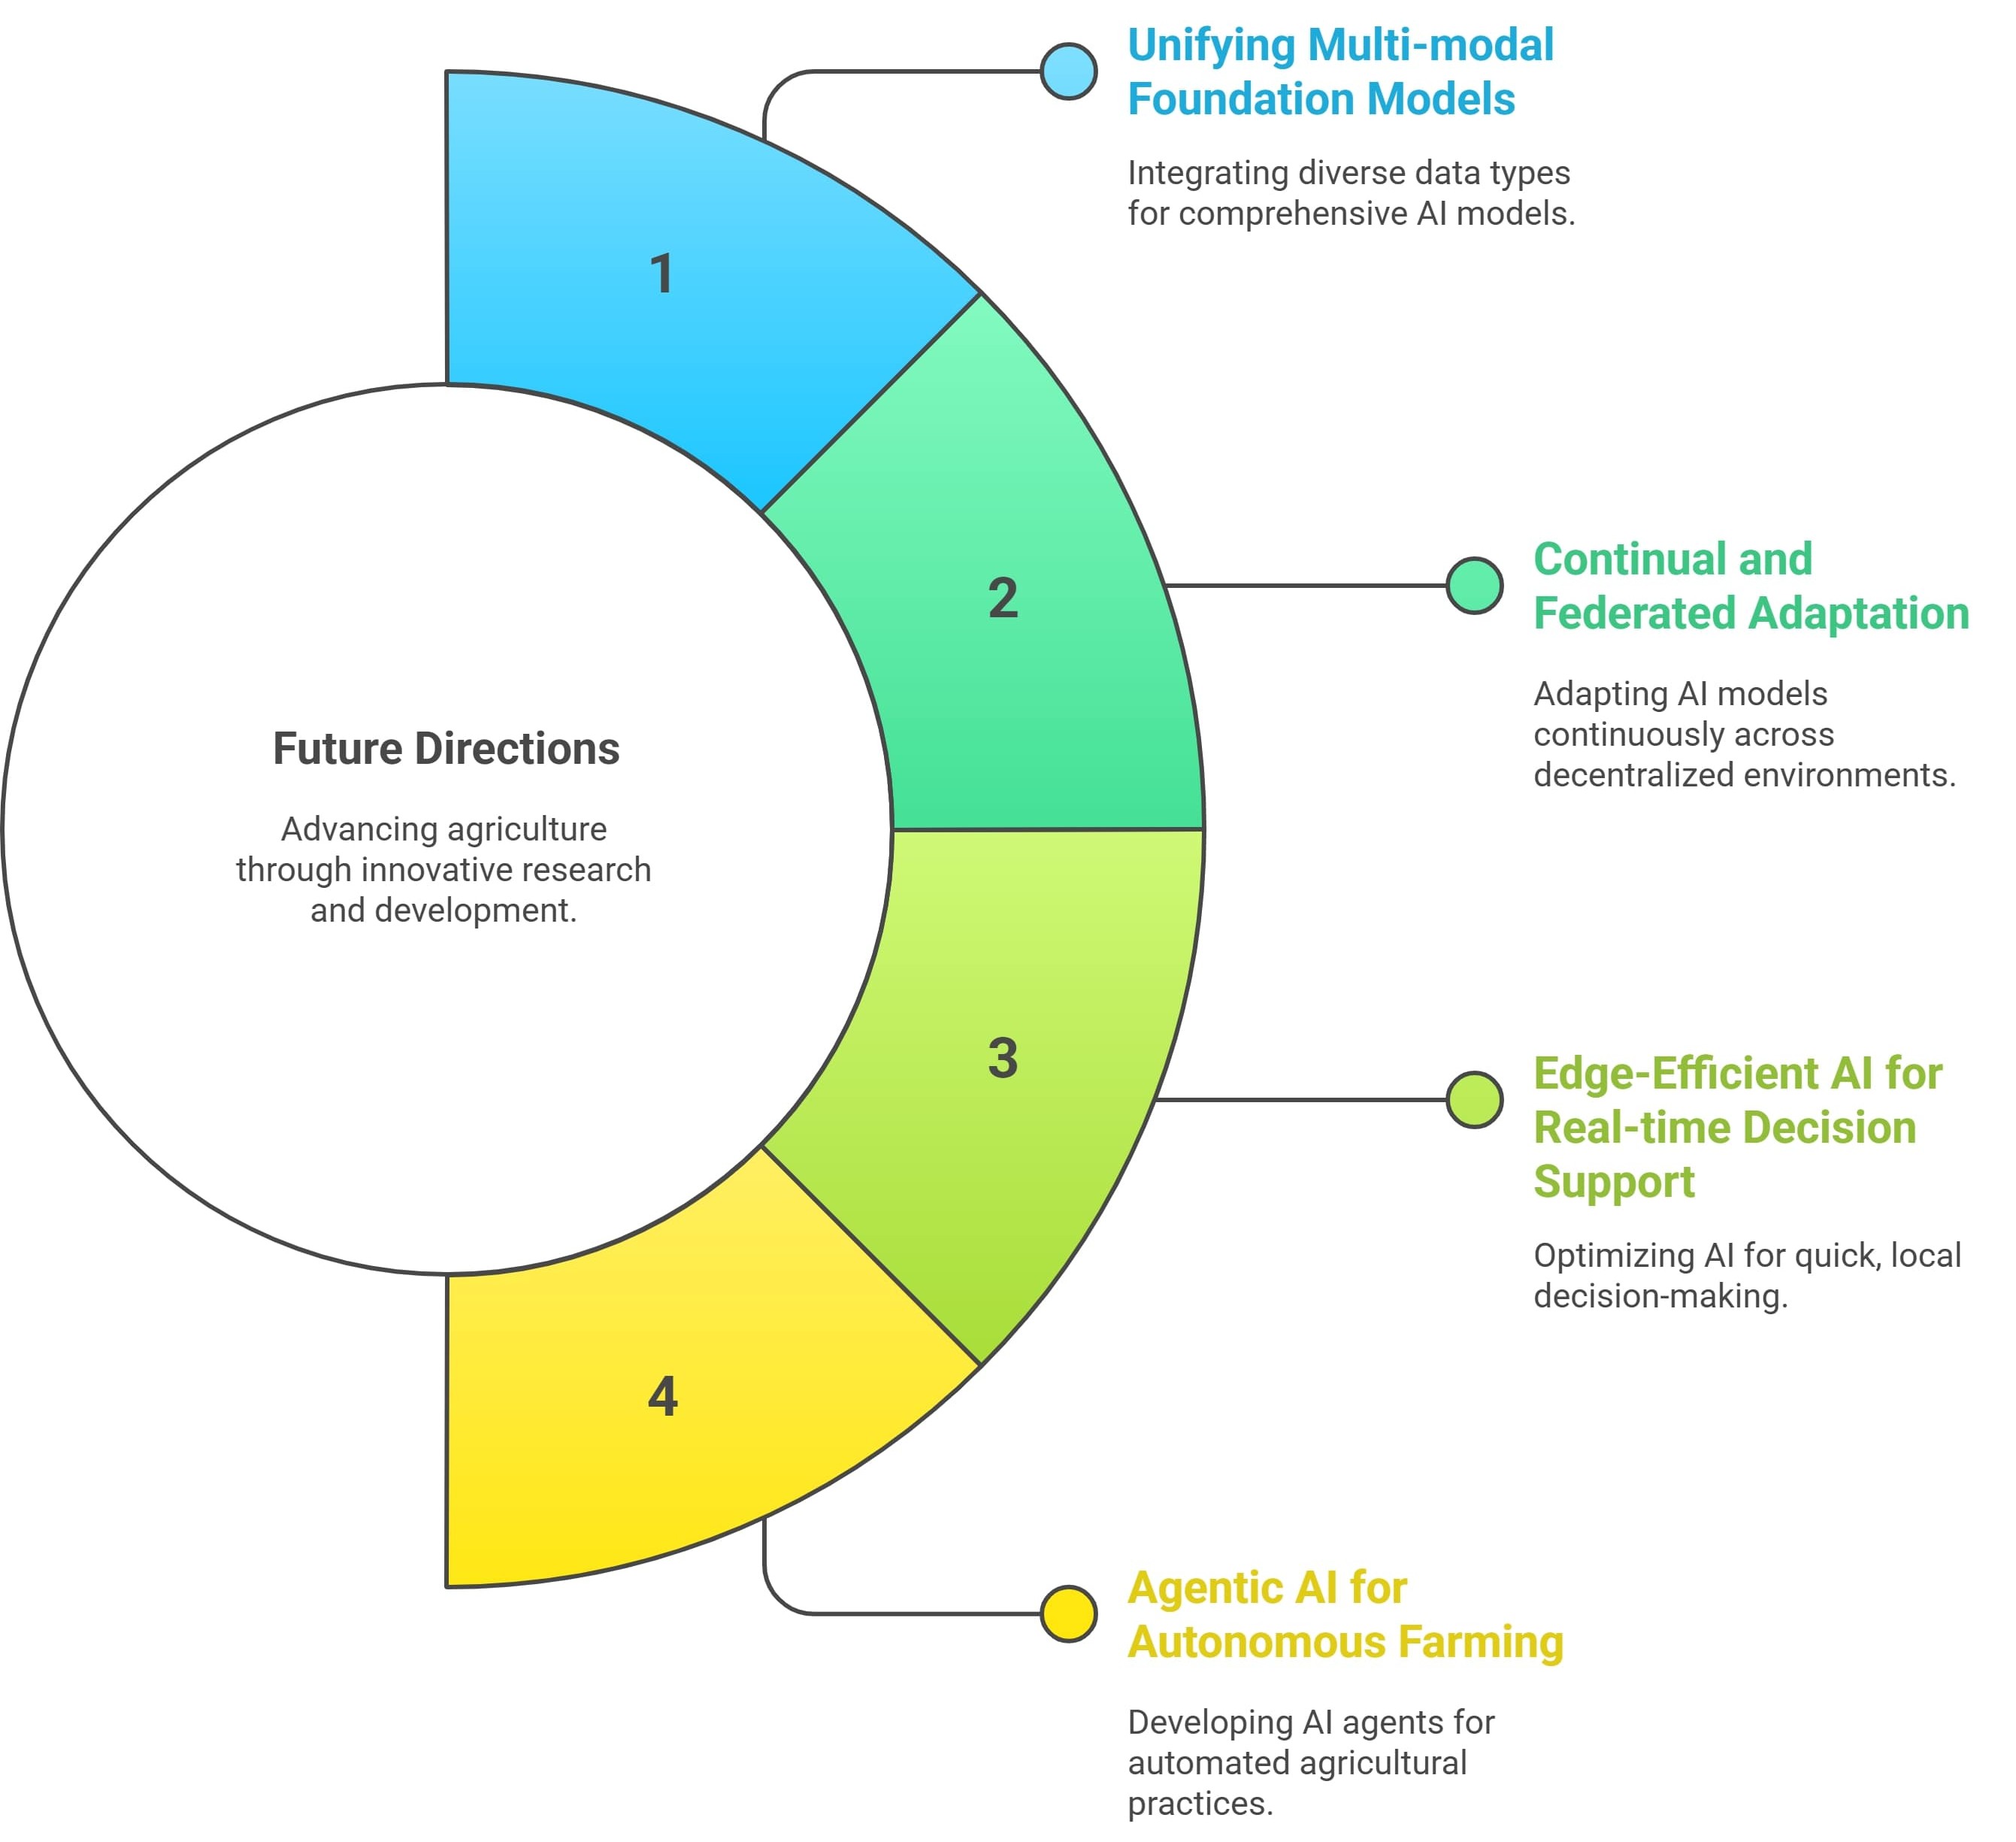 Future Directions
Advancing agriculture
through innovative research
and development.
1
Unifying Multi-modal
Foundation Models
Integrating diverse data types
for comprehensive AI models.
2
Continual and
Federated Adaptation
Adapting AI models
continuously across
decentralized environments.
3
Edge-Efficient AI for
Real-time Decision
Support
Optimizing AI for quick, local
decision-making.
4
Agentic AI for
Autonomous Farming
Developing AI agents for
automated agricultural
practices.